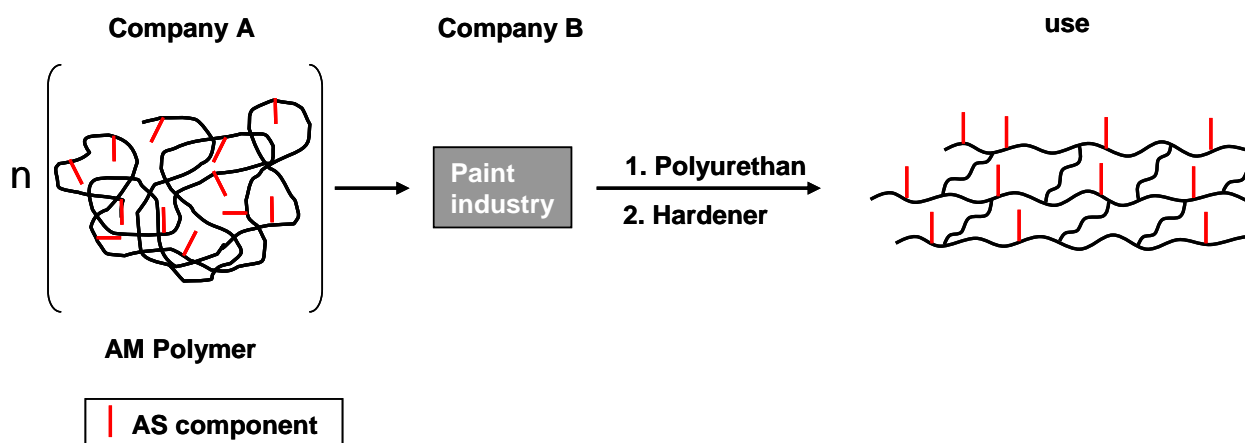 Company A
Company B
use
n
Paint
industry
1. Polyurethan
2. Hardener
AM Polymer
AS component